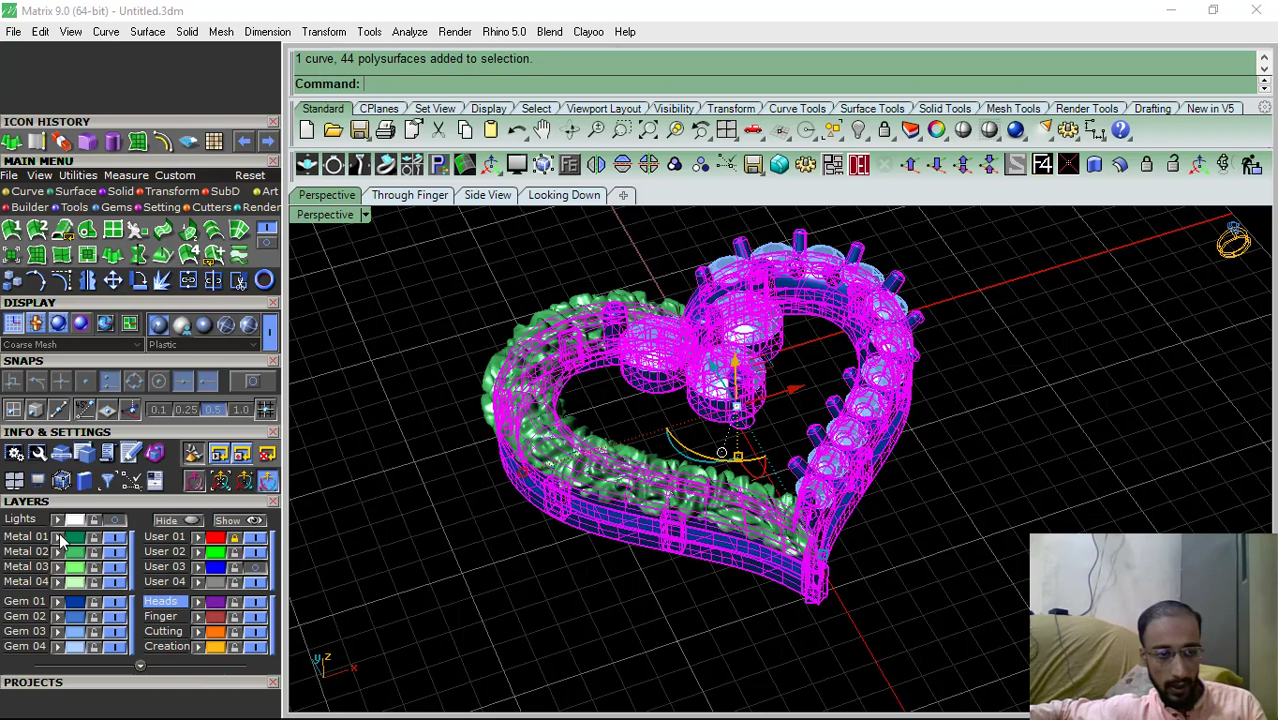 Matrix 9.0 (64-bit) - Untitled.3dm
File Edit View Curve Surface Solid Mesh Dimension Transform Tools Analyze Render Rhino 5.0 Blend Clayoo Help
1 curve, 44 polysurfaces added to selection.
Command:
Standard CPlanes Set View Display Select Viewport Layout Visibility Transform Curve Tools Surface Tools Solid Tools Mesh Tools Render Tools Drafting New in V5
ICON HISTORY
MAIN MENU
File View Utilities Measure Custom Reset
Curve Surface Solid Transform SubD Art
Builder Tools Gems Setting Cutters Render
F4
DEL
Perspective Through Finger Side View Looking Down
Perspective
DISPLAY
Coarse Mesh Plastic
SNAPS
0.1 0.25 0.5 1.0
INFO & SETTINGS
LAYERS
Lights Hide Show
Metal 01 User 01
Metal 02 User 02
Metal 03 User 03
Metal 04 User 04
Gem 01 Heads
Gem 02 Finger
Gem 03 Cutting
Gem 04 Creation
PROJECTS
z
y
x